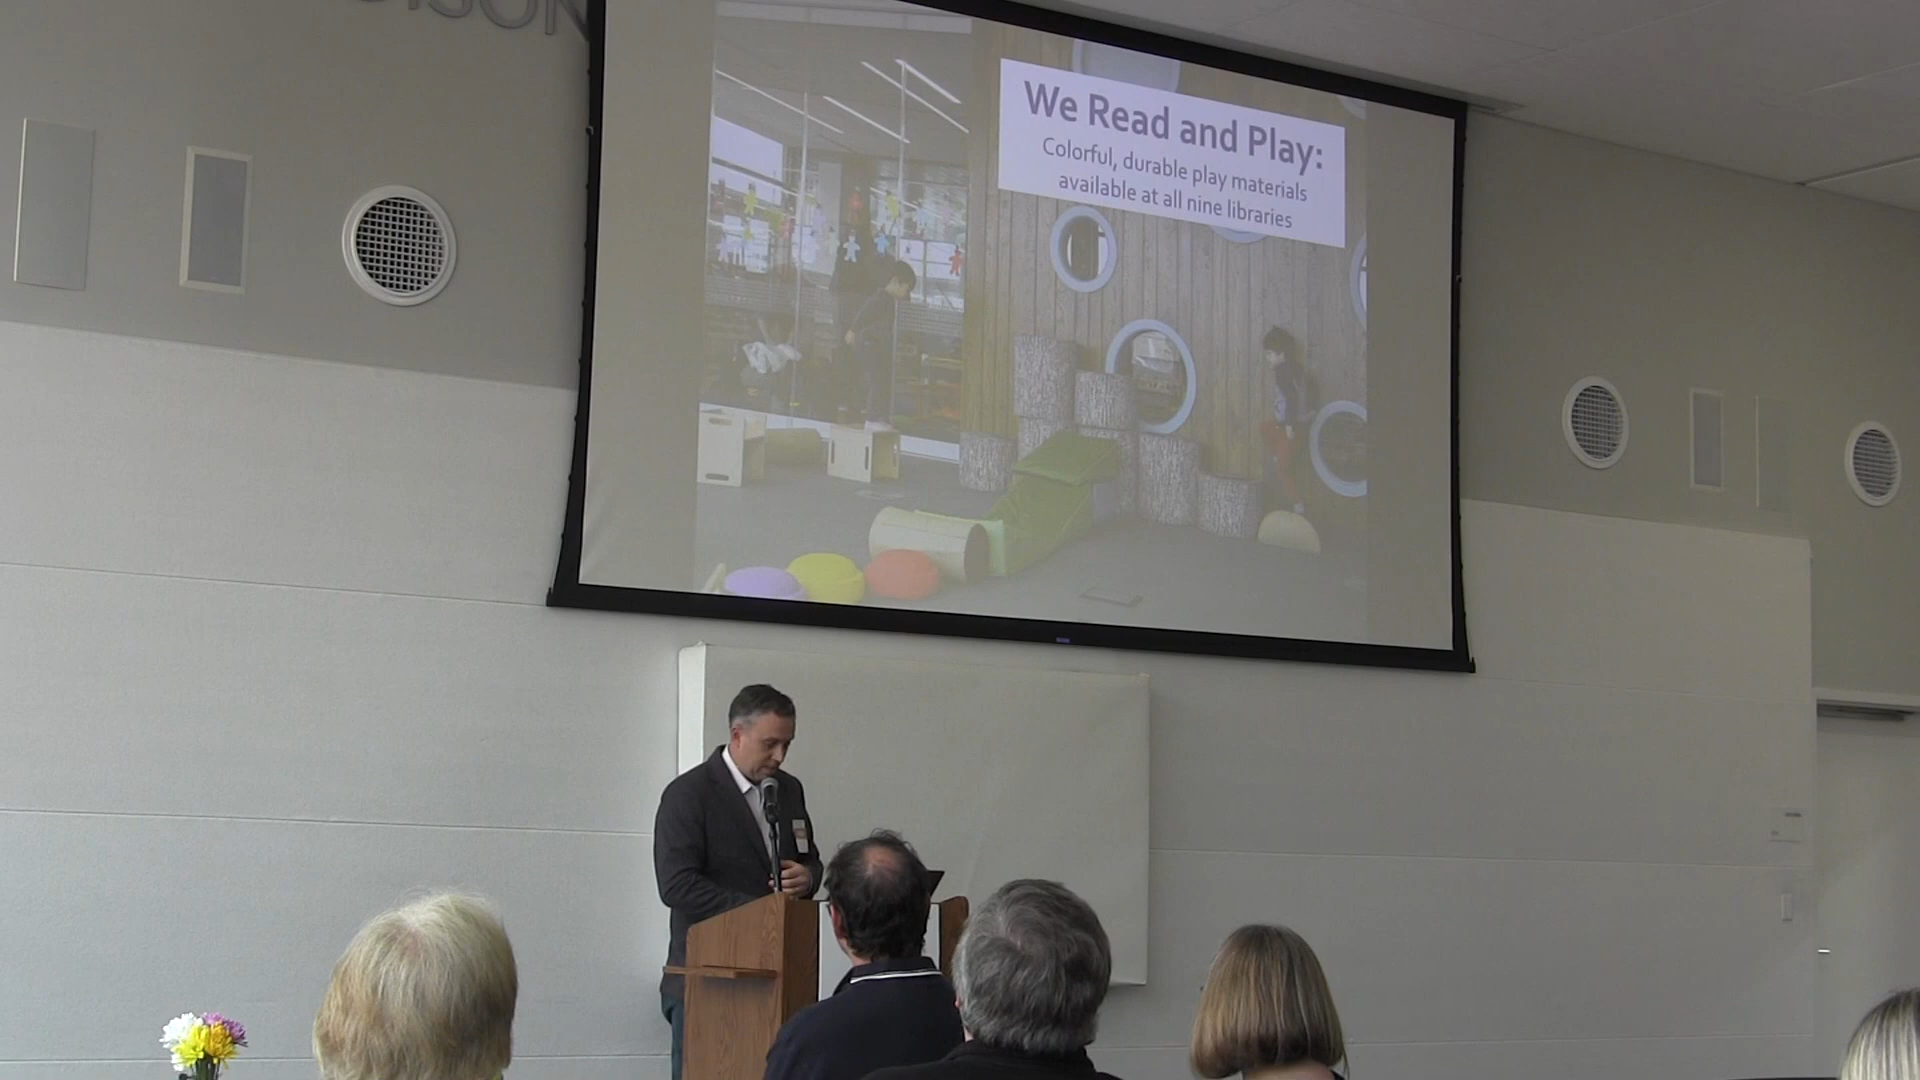 We Read and Play:
Colorful, durable play materials
available at all nine libraries